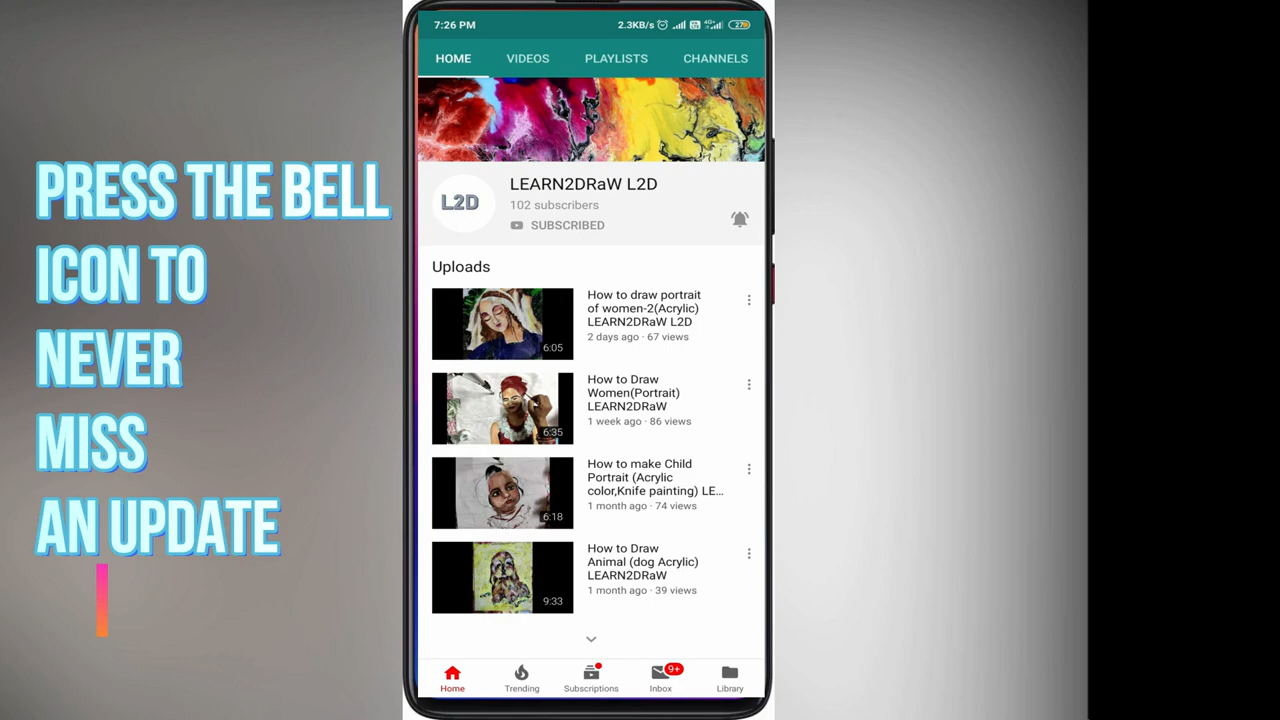 PRESS THE BELL
ICON TO
NEVER
MISS
AN UPDATE
7:26 PM 2.3KB/s 4G+ 27
HOME VIDEOS PLAYLISTS CHANNELS
L2D
LEARN2DRaW L2D
102 subscribers
SUBSCRIBED
Uploads
How to draw portrait
of women-2(Acrylic)
LEARN2DRaW L2D
2 days ago · 67 views
6:05
How to Draw
Women(Portrait)
LEARN2DRaW
1 week ago · 86 views
6:35
How to make Child
Portrait (Acrylic
color,Knife painting) LE...
1 month ago · 74 views
6:18
How to Draw
Animal (dog Acrylic)
LEARN2DRaW
1 month ago · 39 views
9:33
9+
Home Trending Subscriptions Inbox Library